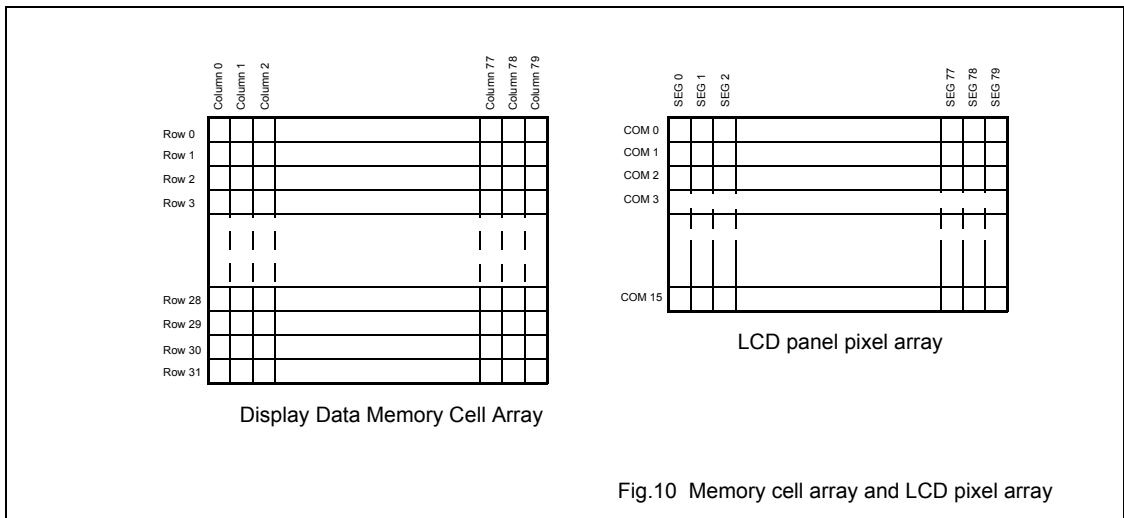 Column 0
Column 1
Column 2
Column 77
Column 78
Column 79
Row 0
Row 1
Row 2
Row 3
Row 28
Row 29
Row 30
Row 31
Display Data Memory Cell Array
SEG 0
SEG 1
SEG 2
SEG 77
SEG 78
SEG 79
COM 0
COM 1
COM 2
COM 3
COM 15
LCD panel pixel array
Fig.10 Memory cell array and LCD pixel array